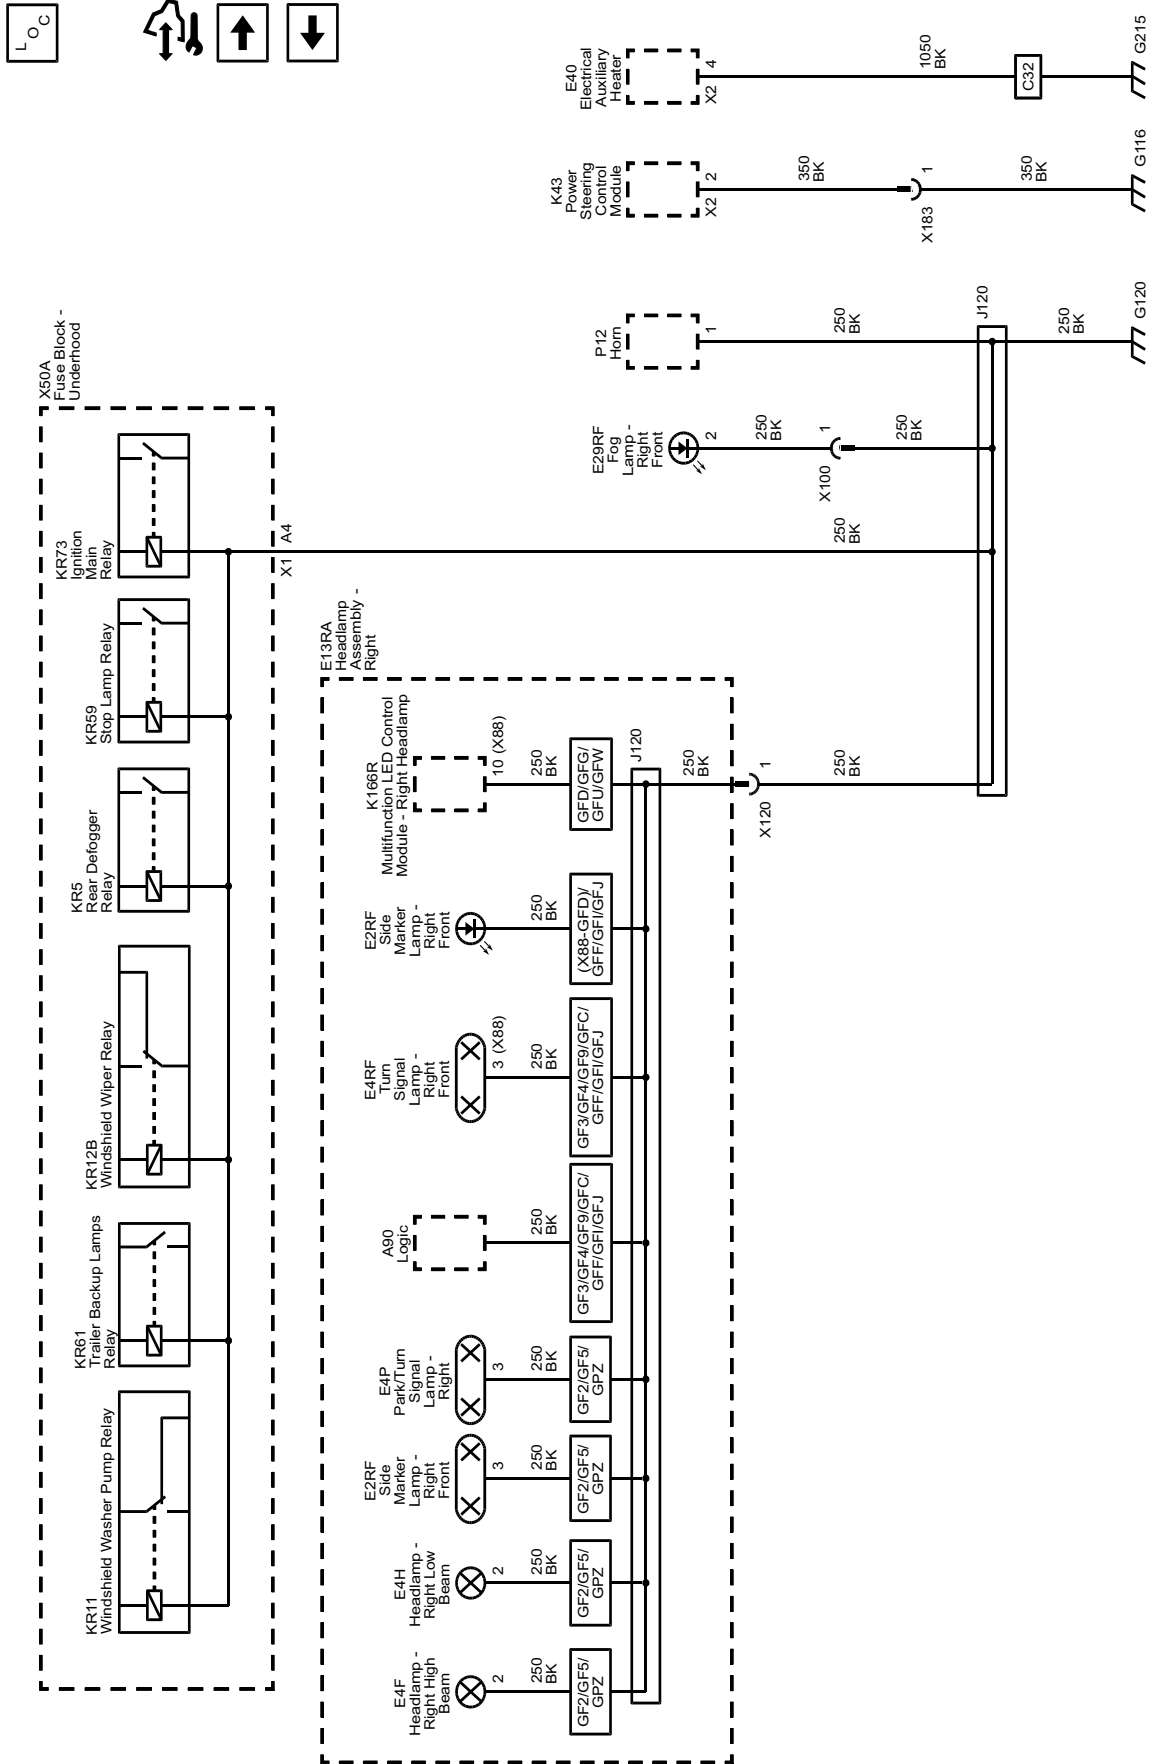 L O C
X50A
Fuse Block -
Underhood
KR11
Windshield Washer Pump Relay
KR61
Trailer Backup Lamps
Relay
KR12B
Windshield Wiper Relay
KR5
Rear Defogger
Relay
KR59
Stop Lamp Relay
KR73
Ignition
Main
Relay
X1
A4
E13RA
Headlamp
Assembly -
Right
E4F
Headlamp -
Right High
Beam
2
250
BK
GF2/GF5/
GPZ
E4H
Headlamp -
Right Low
Beam
2
250
BK
GF2/GF5/
GPZ
E2RF
Side
Marker
Lamp -
Right
Front
3
250
BK
GF2/GF5/
GPZ
E4P
Park/Turn
Signal
Lamp -
Right
3
250
BK
GF2/GF5/
GPZ
A90
Logic
250
BK
GF3/GF4/GF9/GFC/
GFF/GFI/GFJ
E4RF
Turn
Signal
Lamp -
Right
Front
3 (X88)
250
BK
GF3/GF4/GF9/GFC/
GFF/GFI/GFJ
E2RF
Side
Marker
Lamp -
Right
Front
250
BK
(X88-GFD)/
GFF/GFI/GFJ
K166R
Multifunction LED Control
Module - Right Headlamp
10 (X88)
250
BK
GFD/GFG/
GFU/GFW
J120
250
BK
X120
1
250
BK
250
BK
E29RF
Fog
Lamp -
Right
Front
2
250
BK
X100
1
250
BK
P12
Horn
1
250
BK
J120
250
BK
G120
K43
Power
Steering
Control
Module
X2
2
350
BK
X183
1
350
BK
G116
E40
Electrical
Auxiliary
Heater
X2
4
1050
BK
C32
G215